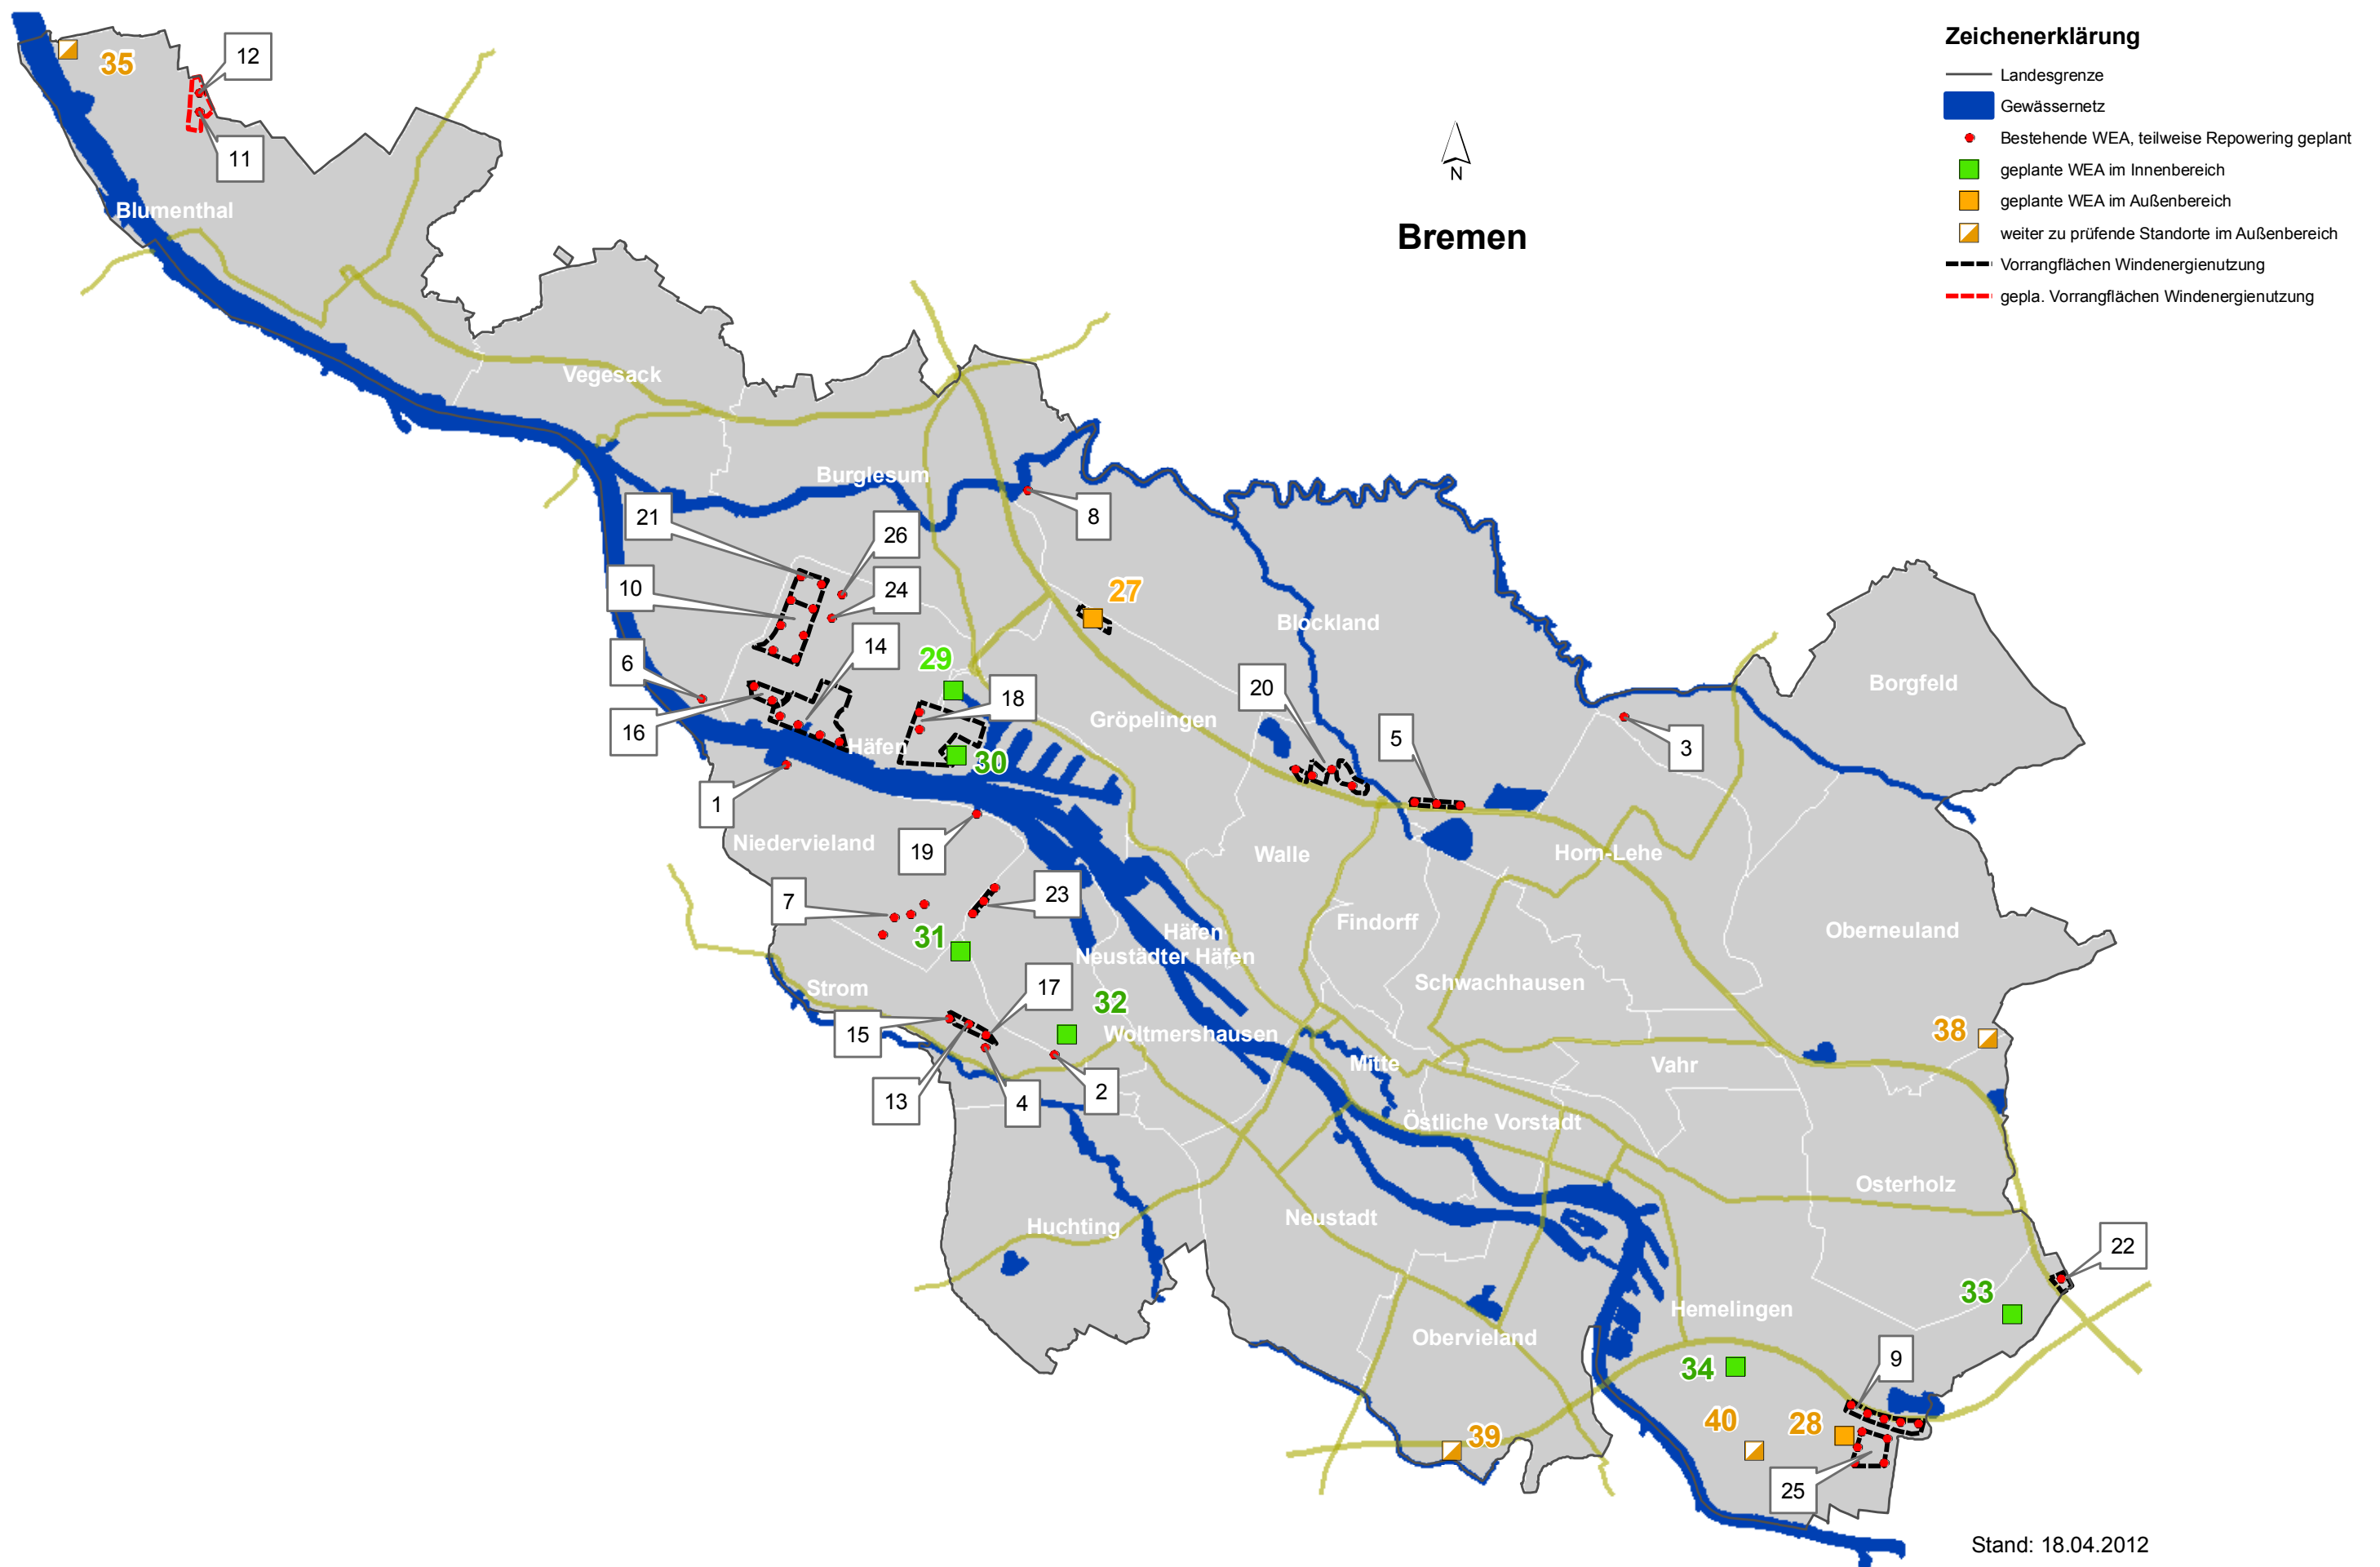 Zeichenerklärung
Landesgrenze
Gewässernetz
Bestehende WEA, teilweise Repowering geplant
geplante WEA im Innenbereich
geplante WEA im Außenbereich
weiter zu prüfende Standorte im Außenbereich
Vorrangflächen Windenergienutzung
gepla. Vorrangflächen Windenergienutzung
N
Bremen
35
12
11
Blumenthal
Vegesack
Burglesum
21
26
8
10
24
27
Blockland
6
14
29
16
18
20
Borgfeld
Gröpelingen
5
3
Häfen
30
1
Niedervieland
19
Walle
Horn-Lehe
7
23
31
Häfen
Neustädter Häfen
Findorff
Oberneuland
Strom
17
32
Schwachhausen
15
Woltmershausen
38
Mitte
Vahr
13
4
2
Östliche Vorstadt
Osterholz
Huchting
Neustadt
22
33
Hemelingen
Obervieland
34
9
39
40
28
25
Stand: 18.04.2012